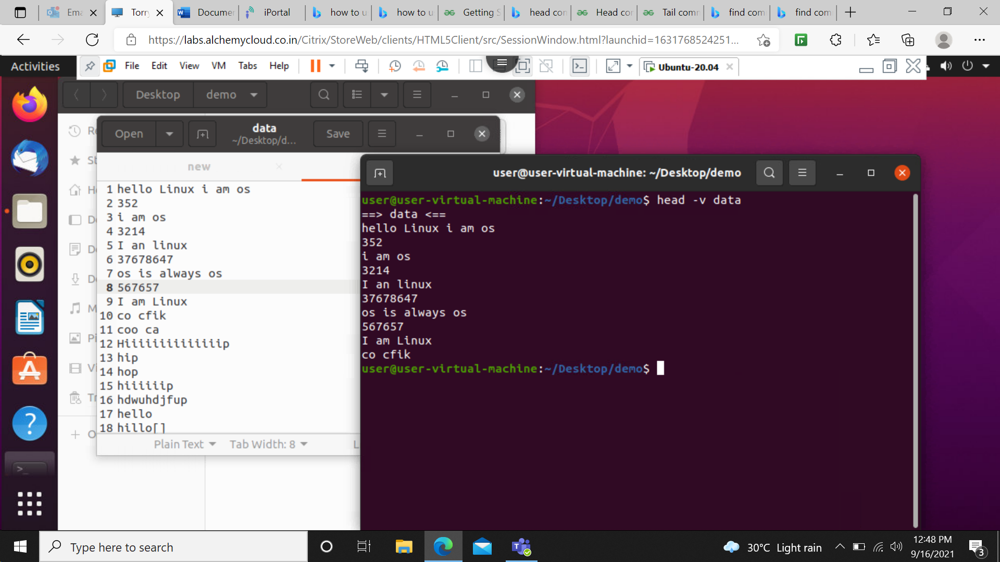 Ema
Torry
Documen
iPortal
how to u
how to u
Getting S
head con
Head cor
Tail comm
find com
find com
https://labs.alchemycloud.co.in/Citrix/StoreWeb/clients/HTML5Client/src/SessionWindow.html?launchid=1631768524251...
Activities
File Edit View VM Tabs Help
Ubuntu-20.04
Desktop demo
Open
data
~/Desktop/d...
Save
new
1 hello Linux i am os
2 352
3 i am os
4 3214
5 I an linux
6 37678647
7 os is always os
8 567657
9 I am Linux
10 co cfik
11 coo ca
12 Hiiiiiiiiiiiiiip
13 hip
14 hop
15 hiiiiiip
16 hdwuhdjfup
17 hello
18 hillo[]
Plain Text Tab Width: 8
user@user-virtual-machine: ~/Desktop/demo
user@user-virtual-machine:~/Desktop/demo$ head -v data
==> data <==
hello Linux i am os
352
i am os
3214
I an linux
37678647
os is always os
567657
I am Linux
co cfik
user@user-virtual-machine:~/Desktop/demo$
Type here to search
30°C Light rain
12:48 PM
9/16/2021
3